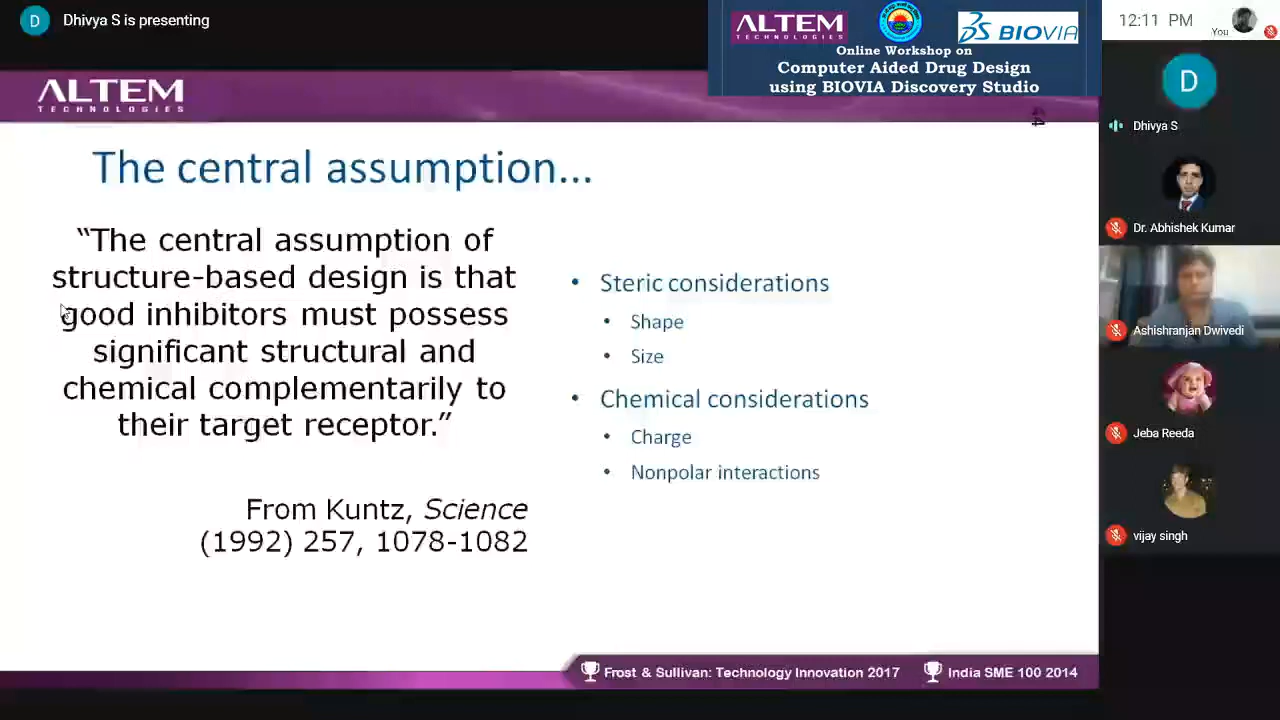 Dhivya S is presenting
ALTEM
TECHNOLOGIES
BIOVIA
Online Workshop on
Computer Aided Drug Design
using BIOVIA Discovery Studio
12:11 PM
You
ALTEM
TECHNOLOGIES
The central assumption...
“The central assumption of
structure-based design is that
good inhibitors must possess
significant structural and
chemical complementarily to
their target receptor.”
From Kuntz, Science
(1992) 257, 1078-1082
• Steric considerations
• Shape
• Size
• Chemical considerations
• Charge
• Nonpolar interactions
Frost & Sullivan: Technology Innovation 2017
India SME 100 2014
D
Dhivya S
Dr. Abhishek Kumar
Ashishranjan Dwivedi
Jeba Reeda
vijay singh